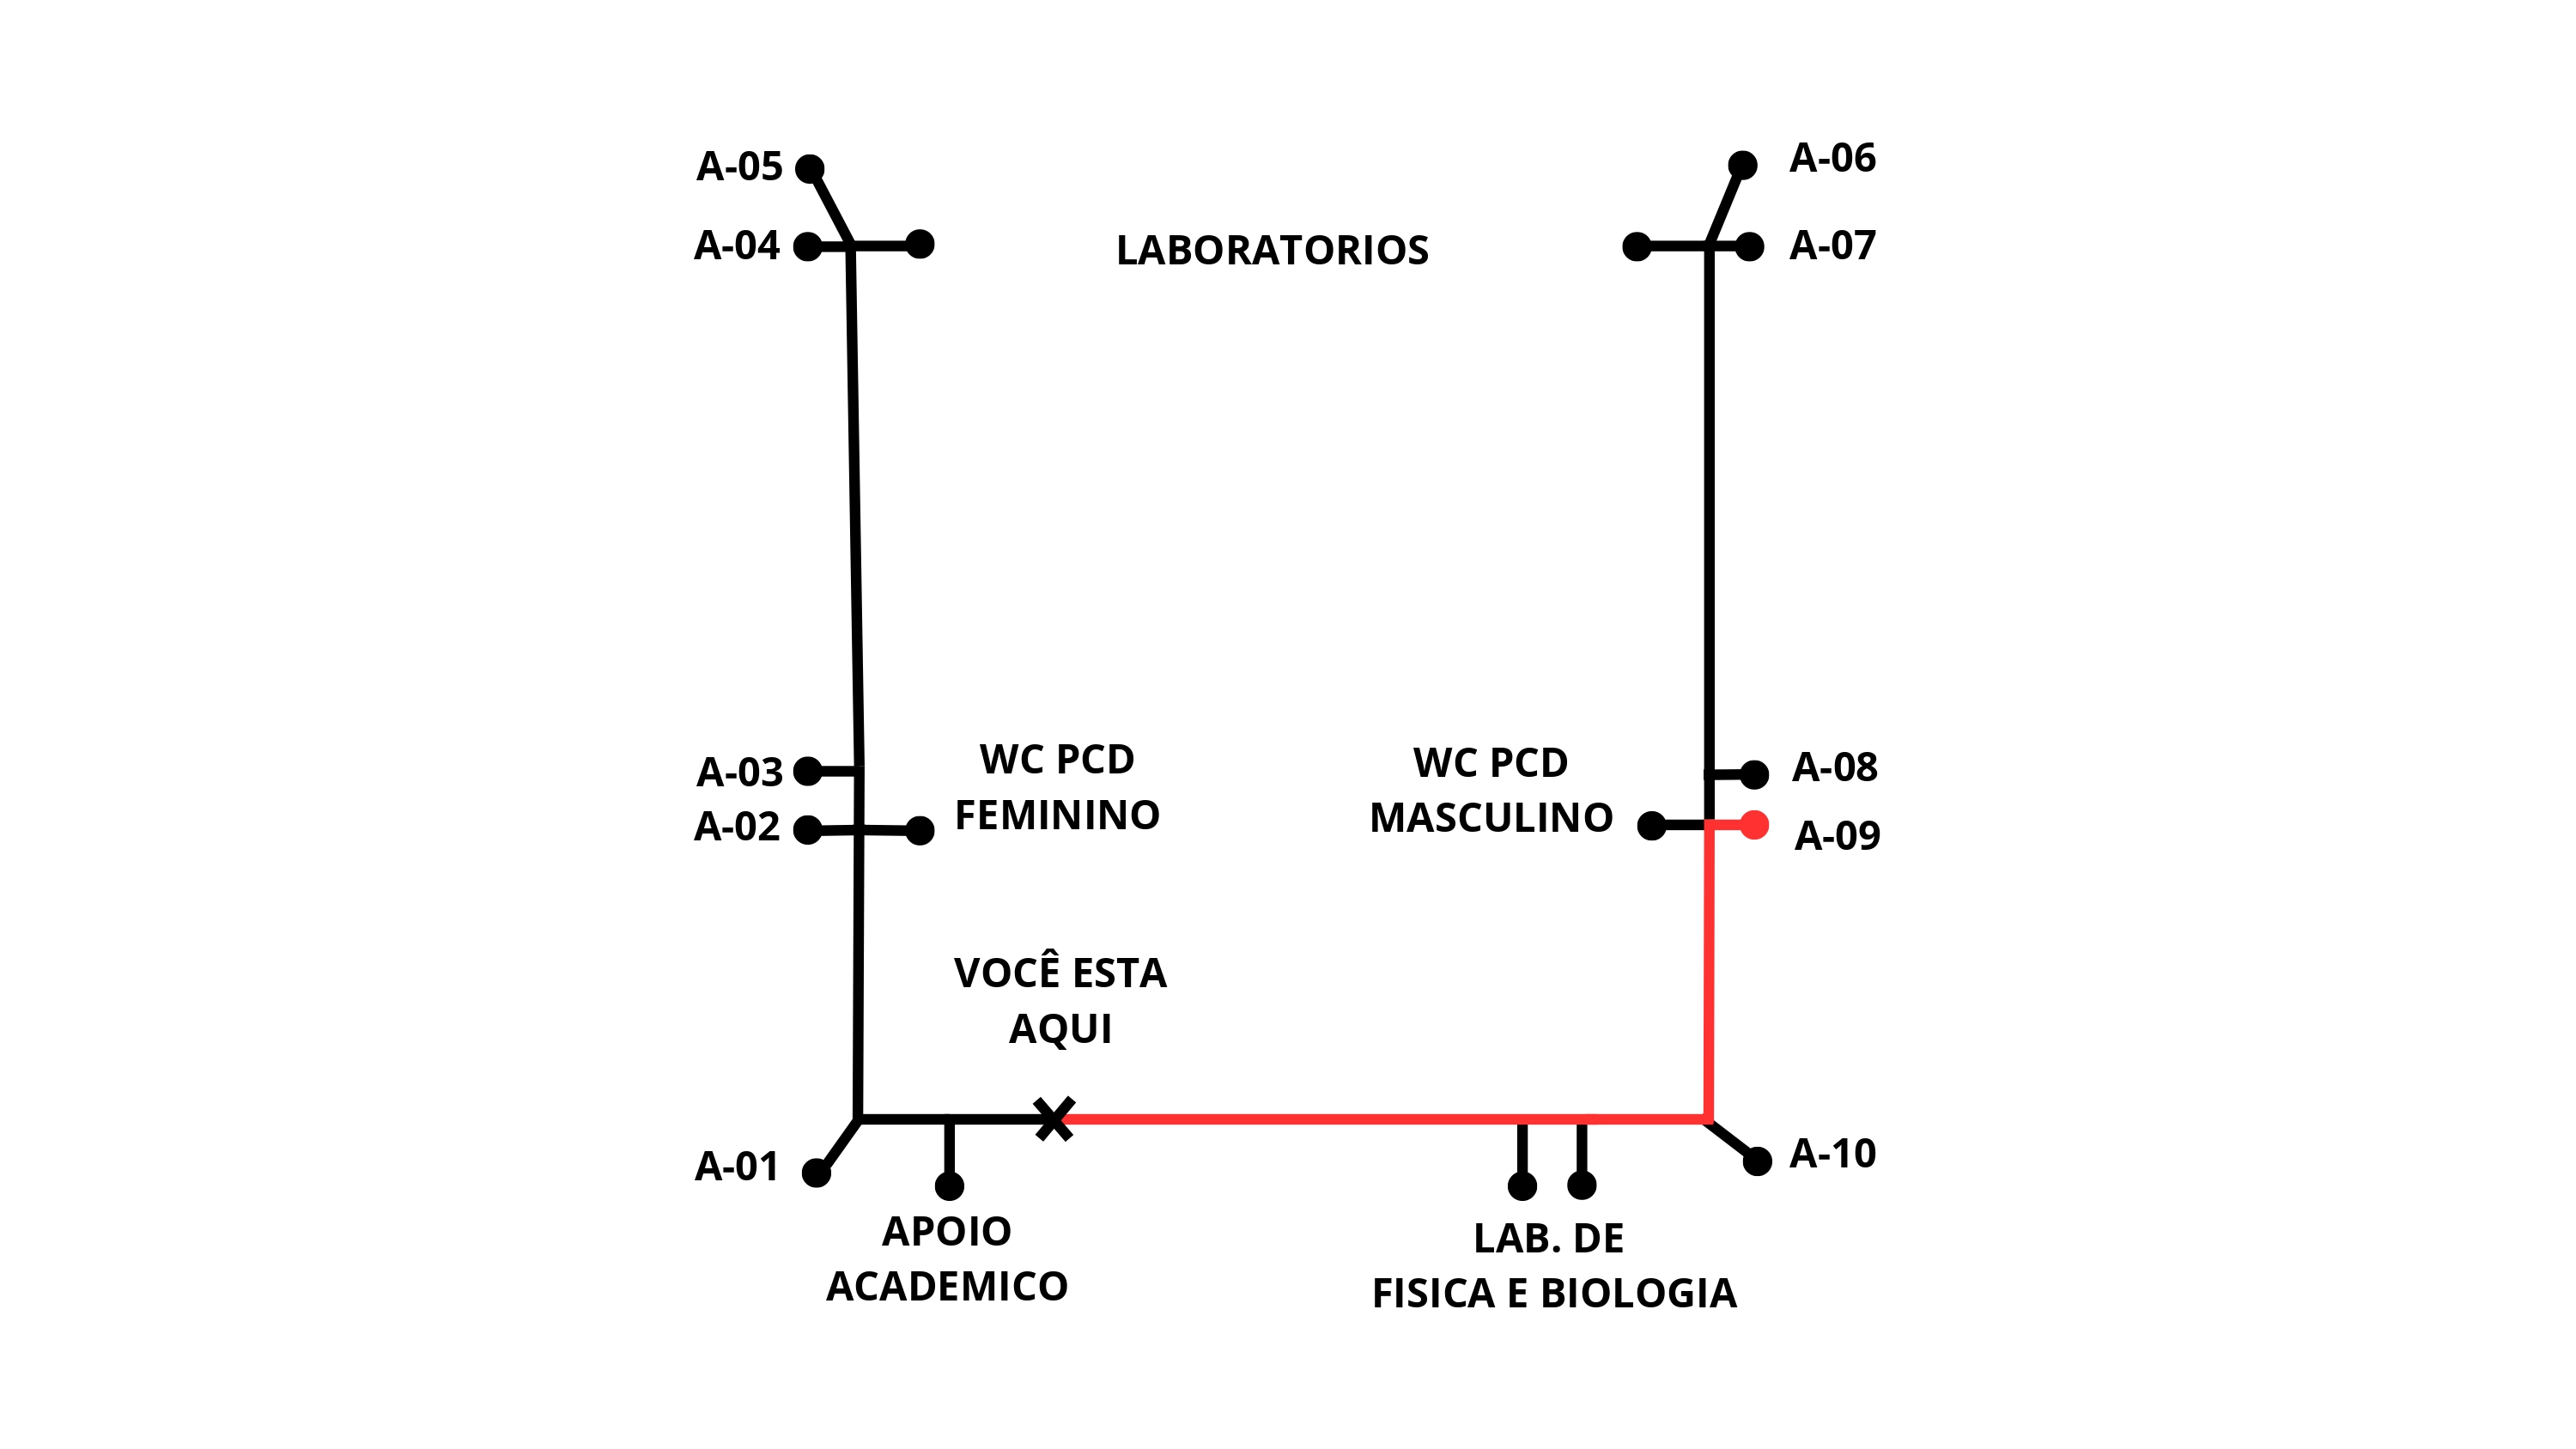 A-05
A-06
A-04
LABORATORIOS
A-07
A-03
WC PCD
FEMININO
WC PCD
MASCULINO
A-08
A-02
A-09
VOCÊ ESTA
AQUI
A-01
A-10
APOIO
ACADEMICO
LAB. DE
FISICA E BIOLOGIA